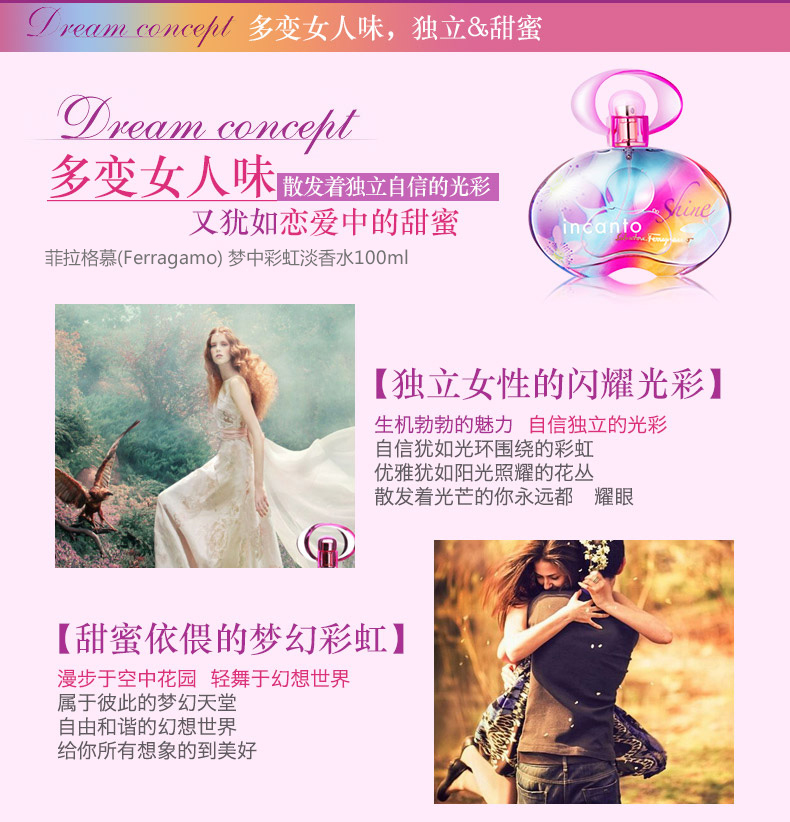 Dream concept 多变女人味，独立&甜蜜
Dream concept
多变女人味 散发着独立自信的光彩
又犹如恋爱中的甜蜜
菲拉格慕(Ferragamo) 梦中彩虹淡香水100ml
incanto Shine
Ferragamo
【独立女性的闪耀光彩】
生机勃勃的魅力 自信独立的光彩
自信犹如光环围绕的彩虹
优雅犹如阳光照耀的花丛
散发着光芒的你永远都 耀眼
【甜蜜依偎的梦幻彩虹】
漫步于空中花园 轻舞于幻想世界
属于彼此的梦幻天堂
自由和谐的幻想世界
给你所有想象的到美好